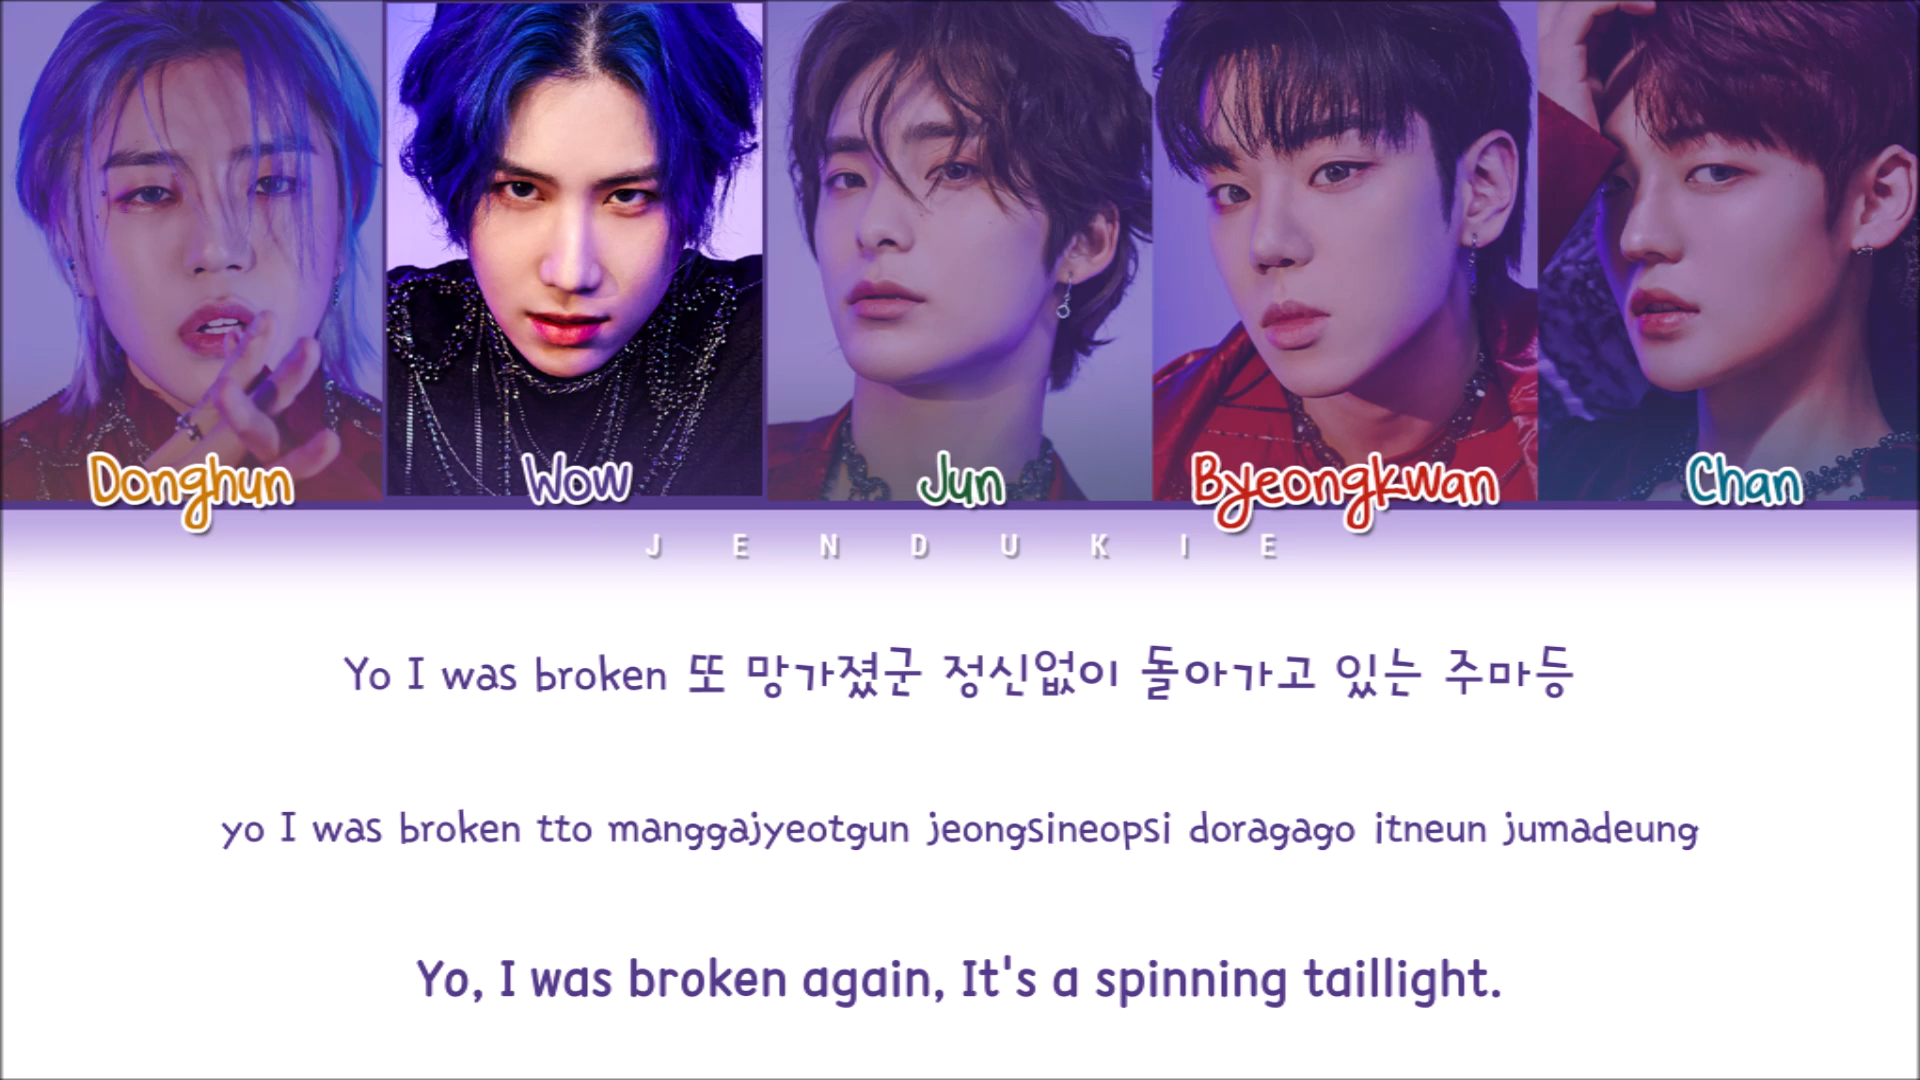 Donghun Wow Jun Byeongkwan Chan
JENDUKIE
Yo I was broken 또 망가졌군 정신없이 돌아가고 있는 주마등
yo I was broken tto manggajyeotgun jeongsineopsi doragago itneun jumadeung
Yo, I was broken again, It's a spinning taillight.